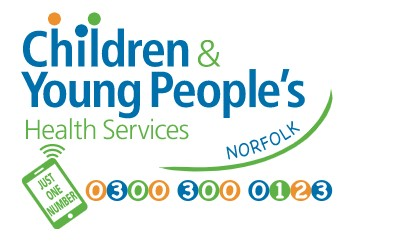 Children &
Young People's
Health Services
NORFOLK
JUST
ONE
NUMBER
0300 300 0123